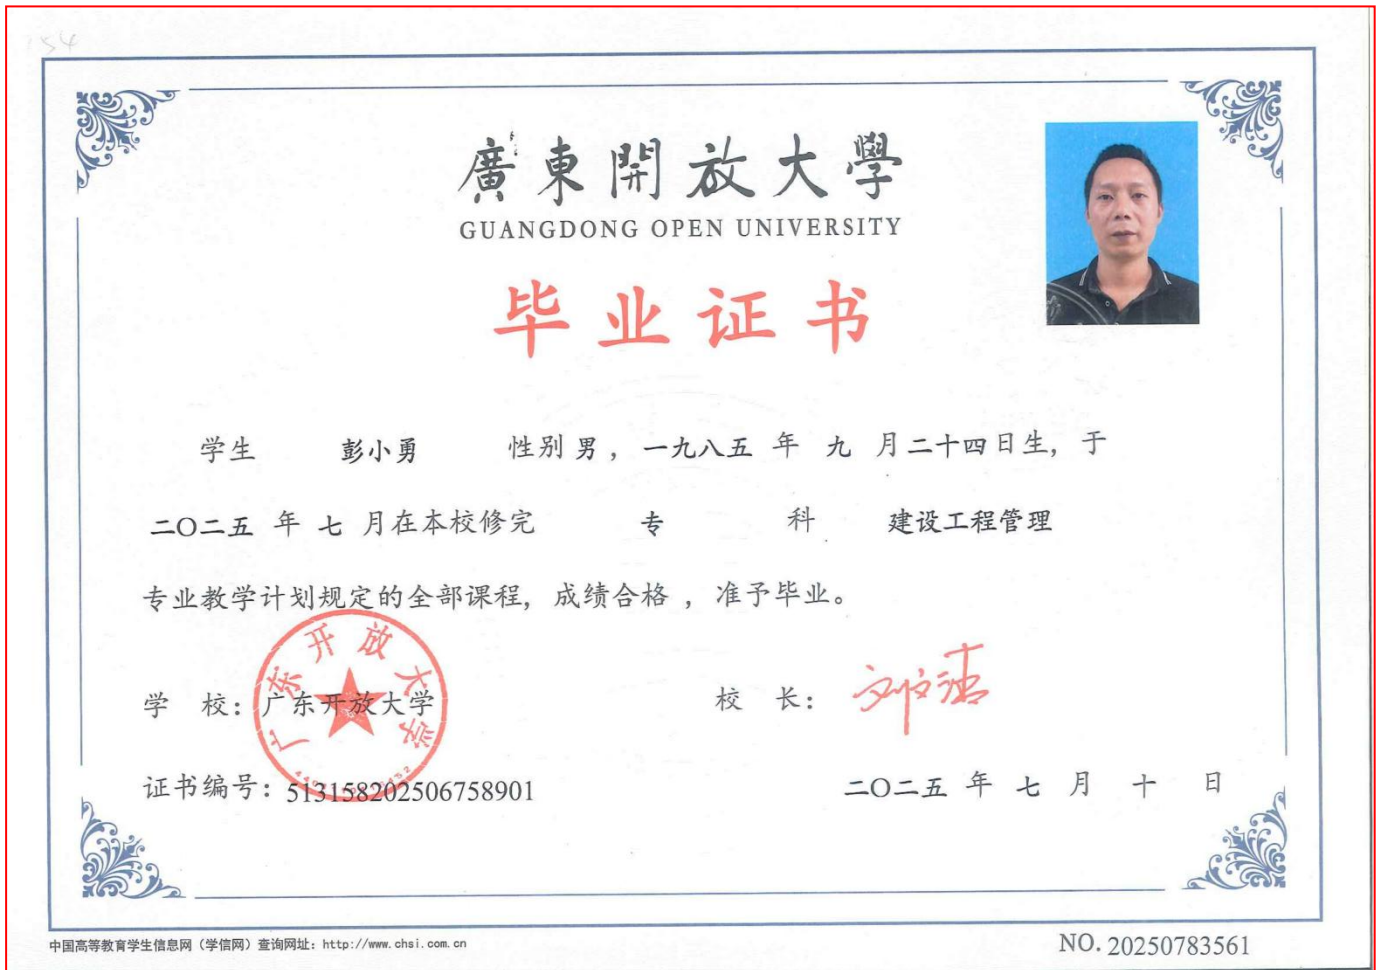 154
廣東開放大學
GUANGDONG OPEN UNIVERSITY
毕业证书
学生 彭小勇 性别 男，一九八五 年 九 月 二十四 日生，于
二〇二五 年 七 月在本校修完 专 科 建设工程管理
专业教学计划规定的全部课程，成绩合格，准予毕业。
广东开放大学
学 校：广东开放大学 校 长：
证书编号：513158202506758901 二〇二五 年 七 月 十 日
中国高等教育学生信息网（学信网）查询网址：http://www.chsi.com.cn
NO. 20250783561